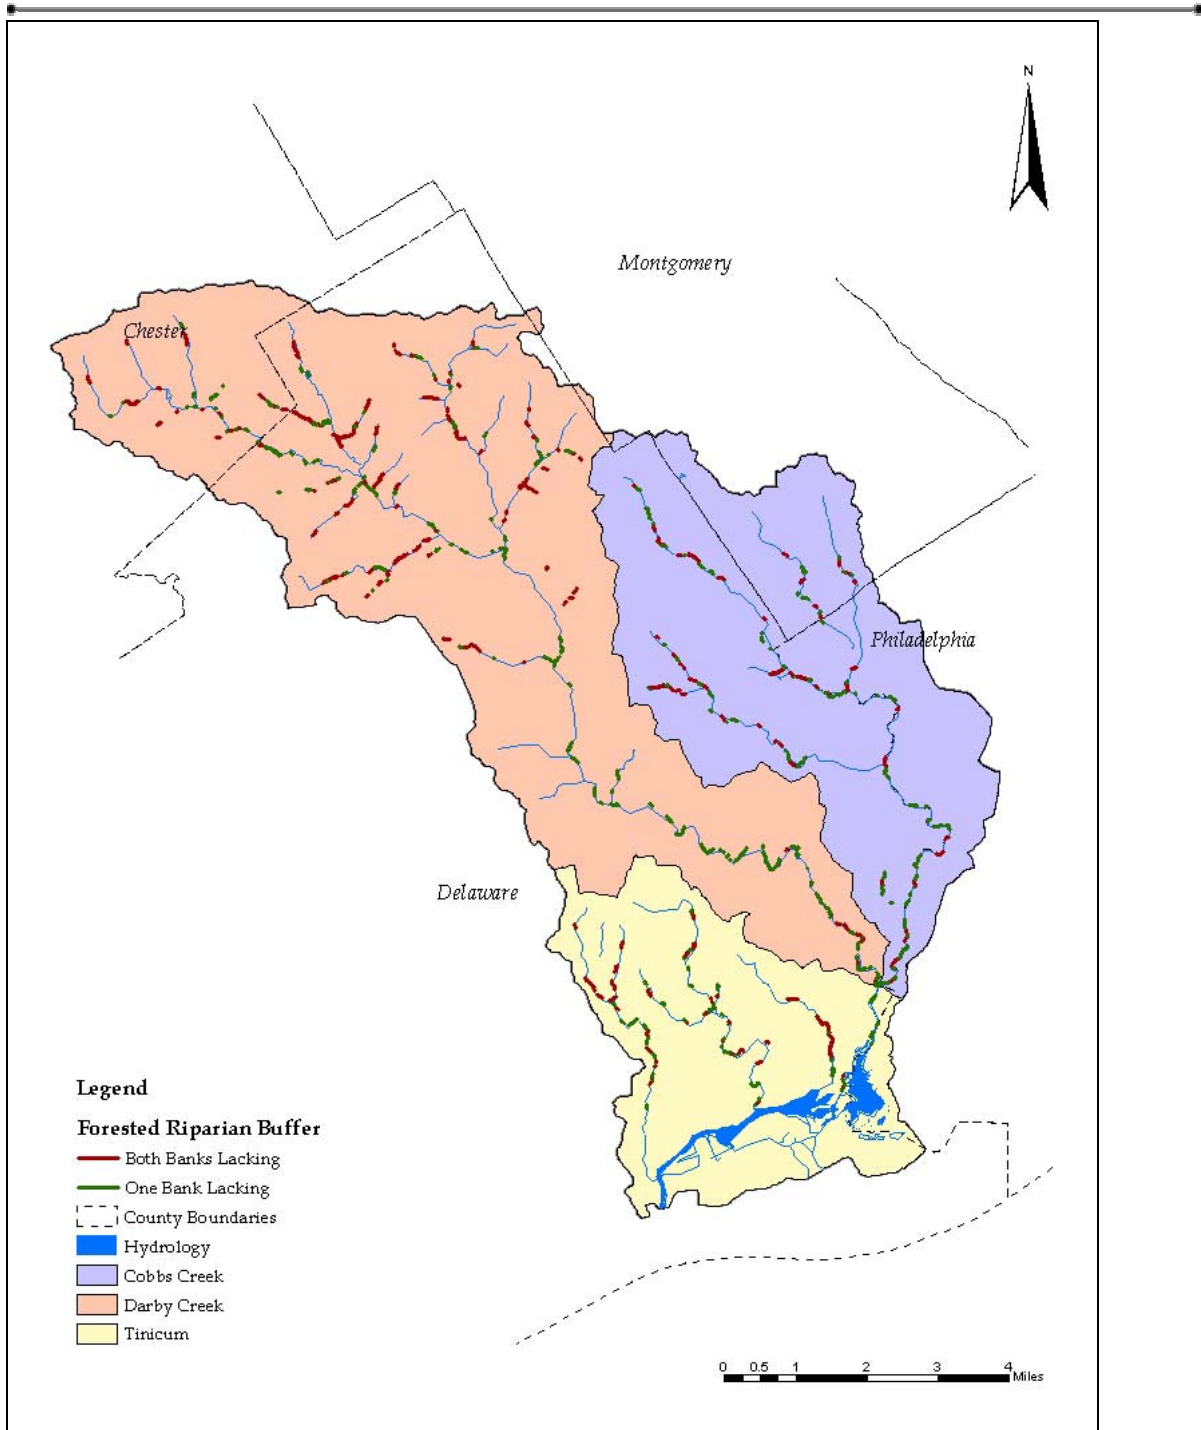 N
Montgomery
Chester
Philadelphia
Delaware
Legend
Forested Riparian Buffer
Both Banks Lacking
One Bank Lacking
County Boundaries
Hydrology
Cobbs Creek
Darby Creek
Tinicum
0 0.5 1 2 3 4
Miles